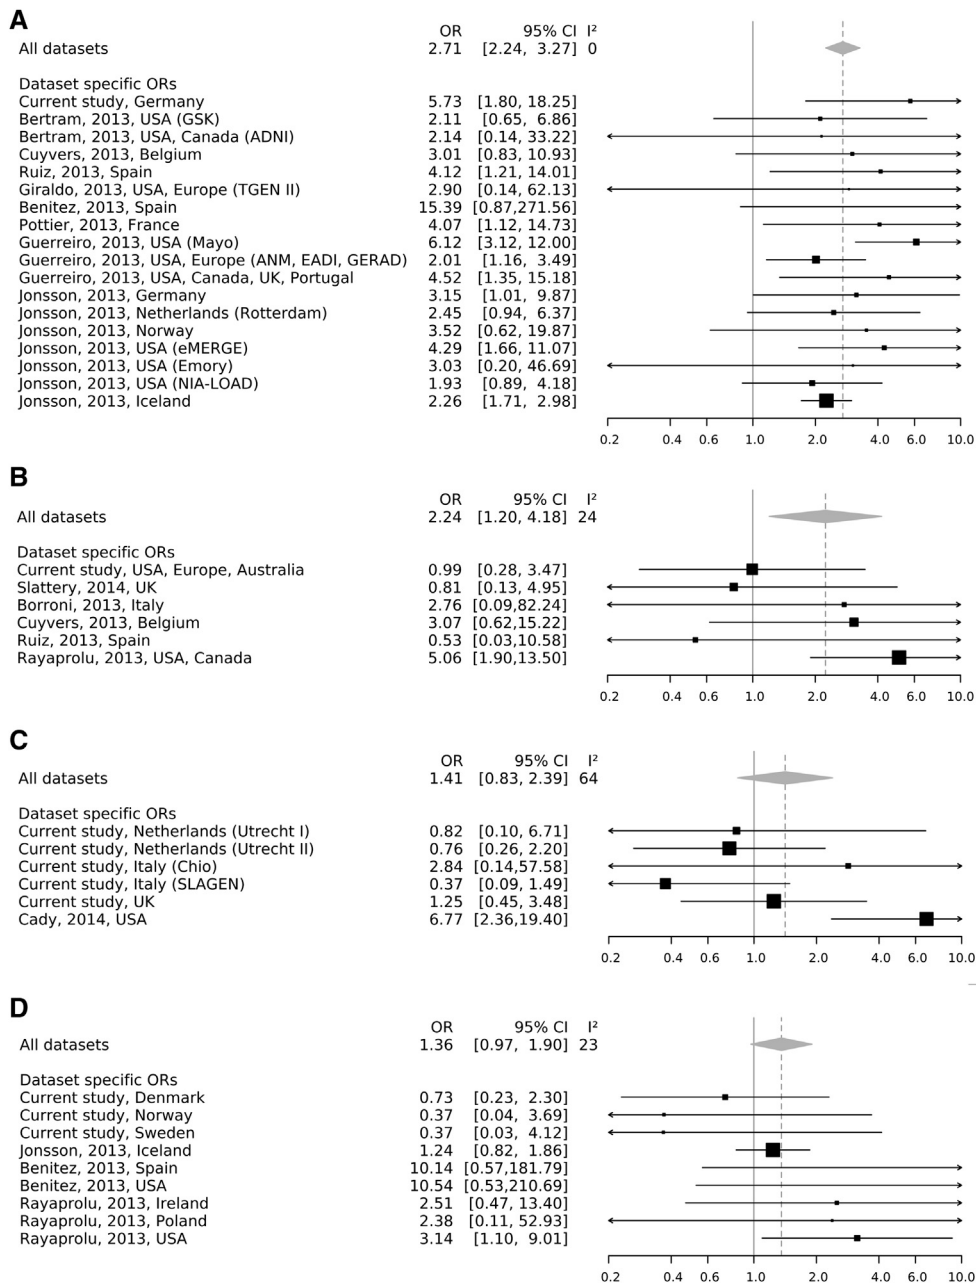 A
OR 95% CI I²
All datasets 2.71 [2.24, 3.27] 0
Dataset specific ORs
Current study, Germany 5.73 [1.80, 18.25]
Bertram, 2013, USA (GSK) 2.11 [0.65, 6.86]
Bertram, 2013, USA, Canada (ADNI) 2.14 [0.14, 33.22]
Cuyvers, 2013, Belgium 3.01 [0.83, 10.93]
Ruiz, 2013, Spain 4.12 [1.21, 14.01]
Giraldo, 2013, USA, Europe (TGEN II) 2.90 [0.14, 62.13]
Benitez, 2013, Spain 15.39 [0.87,271.56]
Pottier, 2013, France 4.07 [1.12, 14.73]
Guerreiro, 2013, USA (Mayo) 6.12 [3.12, 12.00]
Guerreiro, 2013, USA, Europe (ANM, EADI, GERAD) 2.01 [1.16, 3.49]
Guerreiro, 2013, USA, Canada, UK, Portugal 4.52 [1.35, 15.18]
Jonsson, 2013, Germany 3.15 [1.01, 9.87]
Jonsson, 2013, Netherlands (Rotterdam) 2.45 [0.94, 6.37]
Jonsson, 2013, Norway 3.52 [0.62, 19.87]
Jonsson, 2013, USA (eMERGE) 4.29 [1.66, 11.07]
Jonsson, 2013, USA (Emory) 3.03 [0.20, 46.69]
Jonsson, 2013, USA (NIA-LOAD) 1.93 [0.89, 4.18]
Jonsson, 2013, Iceland 2.26 [1.71, 2.98]
0.2 0.4 0.6 1.0 2.0 4.0 6.0 10.0
B
OR 95% CI I²
All datasets 2.24 [1.20, 4.18] 24
Dataset specific ORs
Current study, USA, Europe, Australia 0.99 [0.28, 3.47]
Slattery, 2014, UK 0.81 [0.13, 4.95]
Borroni, 2013, Italy 2.76 [0.09,82.24]
Cuyvers, 2013, Belgium 3.07 [0.62,15.22]
Ruiz, 2013, Spain 0.53 [0.03,10.58]
Rayaprolu, 2013, USA, Canada 5.06 [1.90,13.50]
0.2 0.4 0.6 1.0 2.0 4.0 6.0 10.0
C
OR 95% CI I²
All datasets 1.41 [0.83, 2.39] 64
Dataset specific ORs
Current study, Netherlands (Utrecht I) 0.82 [0.10, 6.71]
Current study, Netherlands (Utrecht II) 0.76 [0.26, 2.20]
Current study, Italy (Chio) 2.84 [0.14,57.58]
Current study, Italy (SLAGEN) 0.37 [0.09, 1.49]
Current study, UK 1.25 [0.45, 3.48]
Cady, 2014, USA 6.77 [2.36,19.40]
0.2 0.4 0.6 1.0 2.0 4.0 6.0 10.0
D
OR 95% CI I²
All datasets 1.36 [0.97, 1.90] 23
Dataset specific ORs
Current study, Denmark 0.73 [0.23, 2.30]
Current study, Norway 0.37 [0.04, 3.69]
Current study, Sweden 0.37 [0.03, 4.12]
Jonsson, 2013, Iceland 1.24 [0.82, 1.86]
Benitez, 2013, Spain 10.14 [0.57,181.79]
Benitez, 2013, USA 10.54 [0.53,210.69]
Rayaprolu, 2013, Ireland 2.51 [0.47, 13.40]
Rayaprolu, 2013, Poland 2.38 [0.11, 52.93]
Rayaprolu, 2013, USA 3.14 [1.10, 9.01]
0.2 0.4 0.6 1.0 2.0 4.0 6.0 10.0